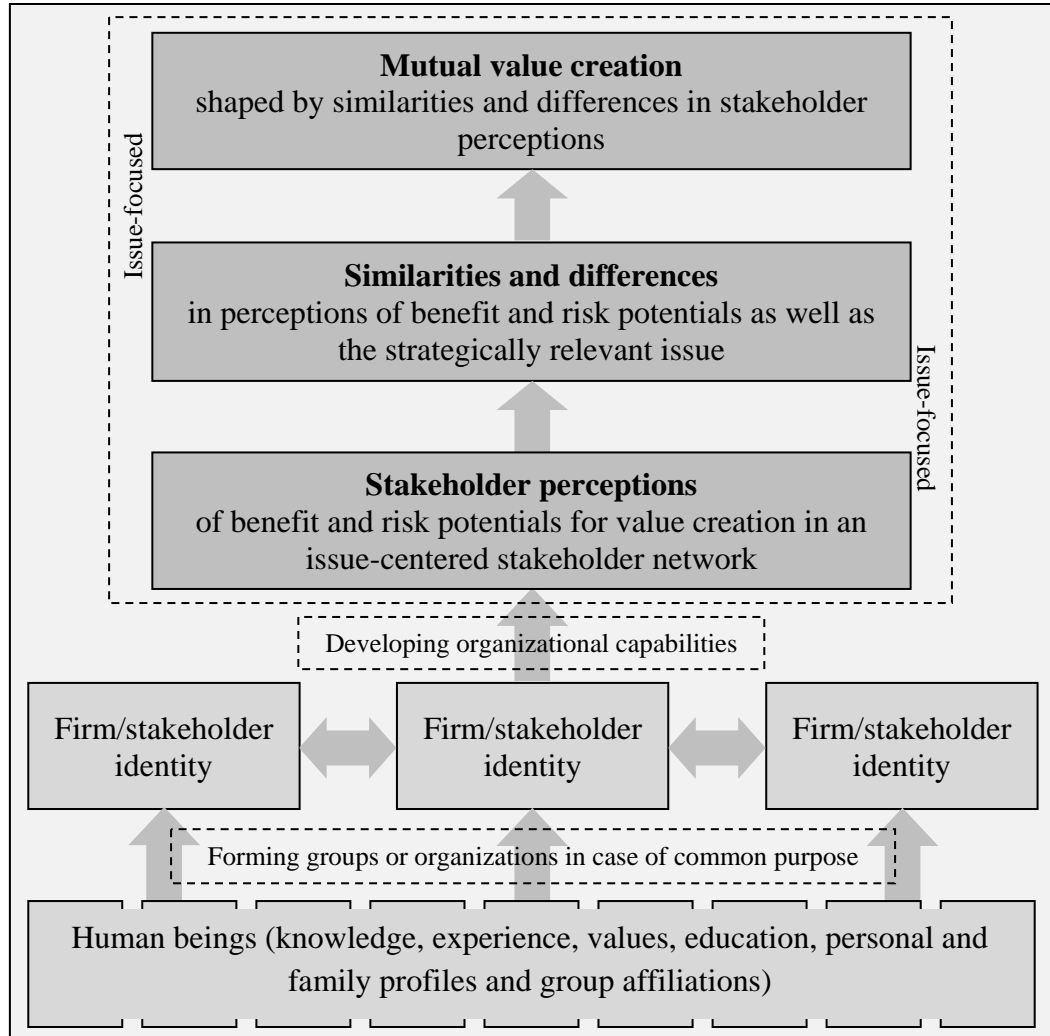 Mutual value creation
shaped by similarities and differences in stakeholder
perceptions
Issue-focused
Similarities and differences
in perceptions of benefit and risk potentials as well as
the strategically relevant issue
Issue-focused
Stakeholder perceptions
of benefit and risk potentials for value creation in an
issue-centered stakeholder network
Developing organizational capabilities
Firm/stakeholder
identity
Firm/stakeholder
identity
Firm/stakeholder
identity
Forming groups or organizations in case of common purpose
Human beings (knowledge, experience, values, education, personal and
family profiles and group affiliations)